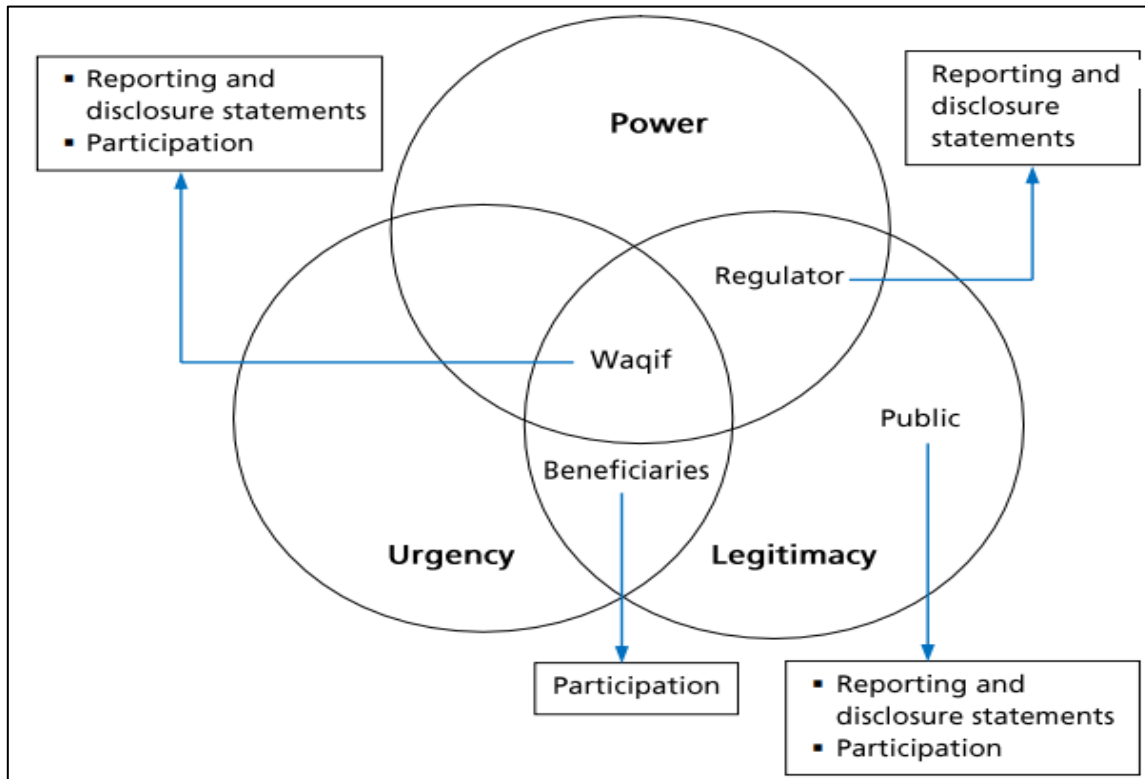 ▪ Reporting and
disclosure statements
▪ Participation
Power
Reporting and
disclosure
statements
Regulator
Waqif
Public
Beneficiaries
Urgency
Legitimacy
Participation
▪ Reporting and
disclosure statements
▪ Participation